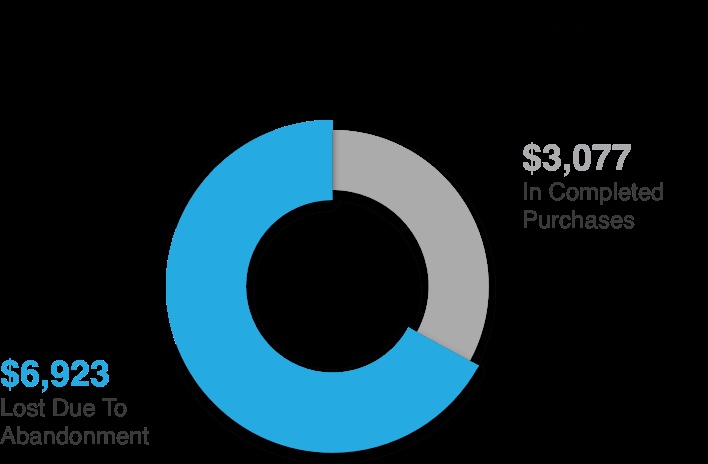 $3,077
In Completed
Purchases
$6,923
Lost Due To
Abandonment